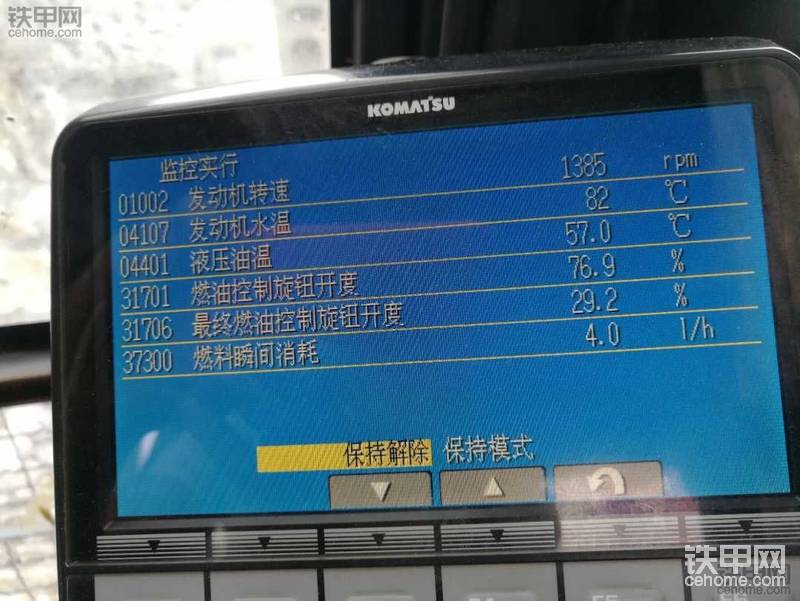 铁甲网
cehome.com
KOMATSU
监控实行
01002 发动机转速 1385 rpm
04107 发动机水温 82 ℃
04401 液压油温 57.0 ℃
31701 燃油控制旋钮开度 76.9 %
31706 最终燃油控制旋钮开度 29.2 %
37300 燃料瞬间消耗 4.0 l/h
保持解除 保持模式
铁甲网
cehome.com